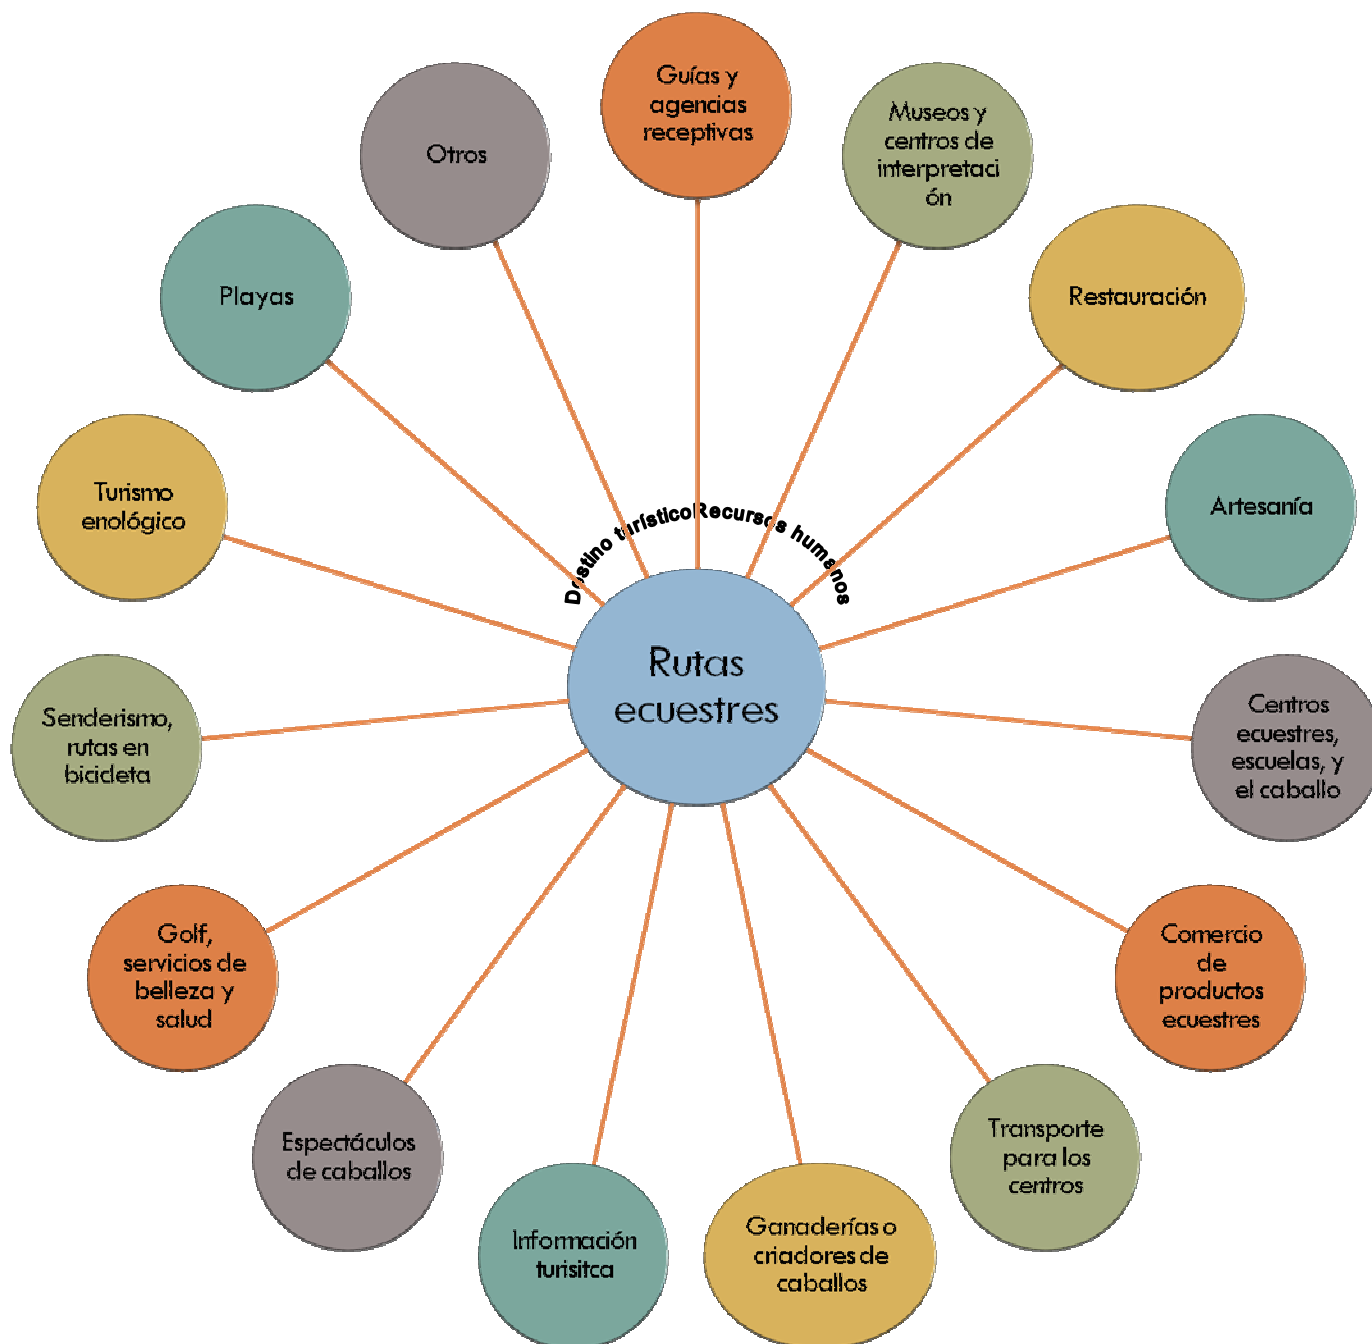 Guías y
agencias
receptivas
Museos y
centros de
interpretaci
ón
Restauración
Artesanía
Centros
ecuestres,
escuelas, y
el caballo
Comercio
de
productos
ecuestres
Transporte
para los
centros
Ganaderías o
criadores de
caballos
Información
turisitca
Espectáculos
de caballos
Golf,
servicios de
belleza y
salud
Senderismo,
rutas en
bicicleta
Turismo
enológico
Playas
Otros
Destino turístico
Recursos humanos
Rutas
ecuestres